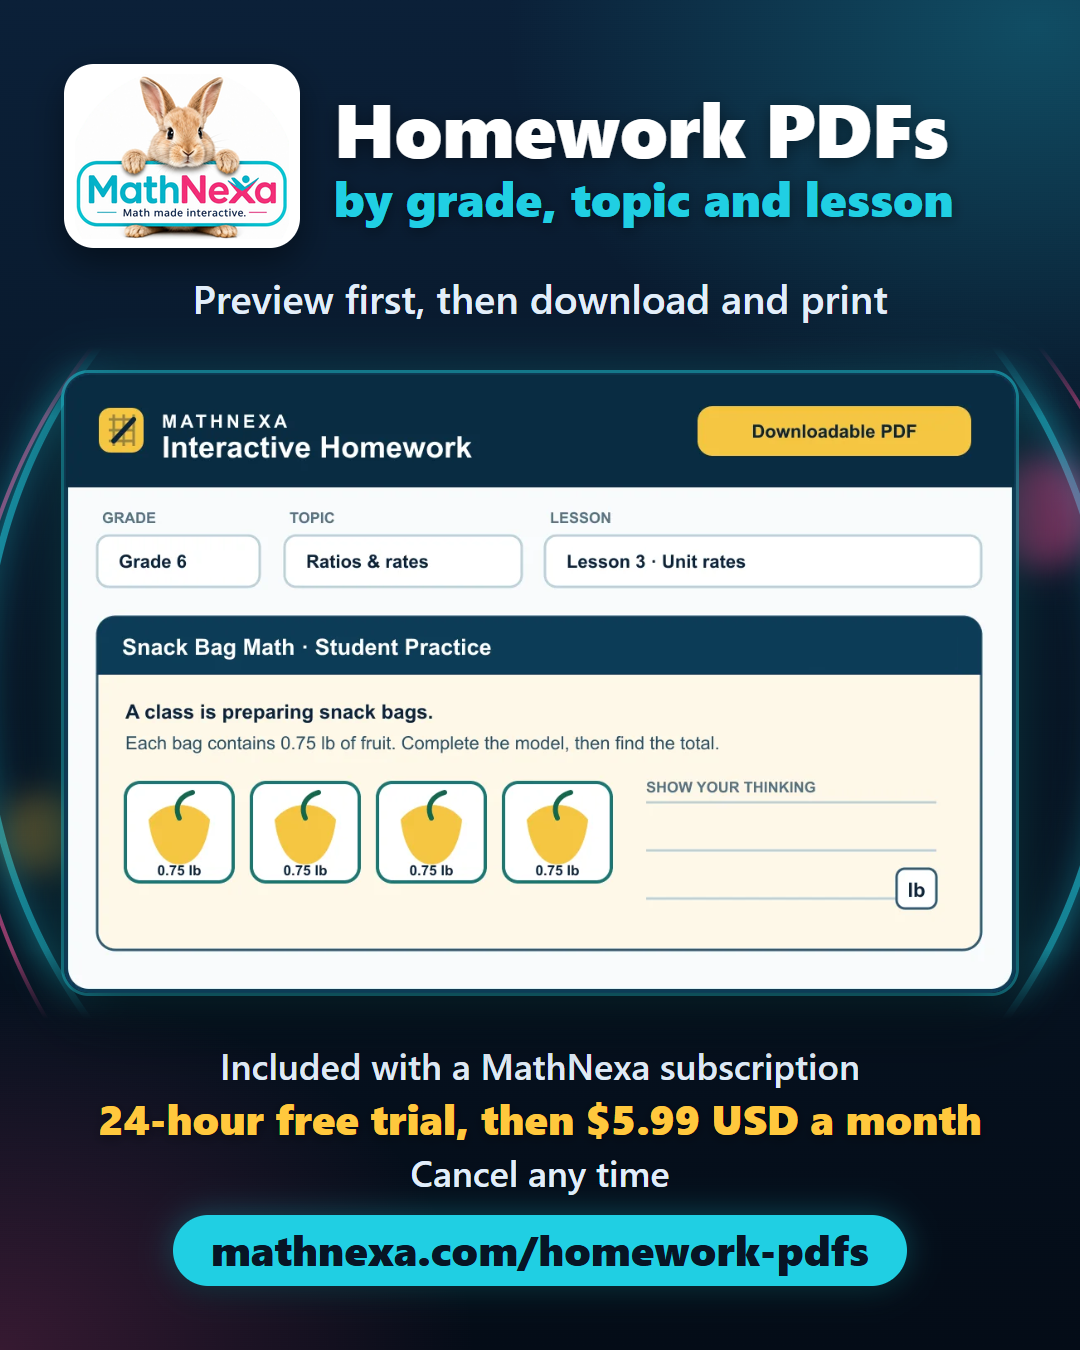 MathNexa
Math made interactive.
Homework PDFs
by grade, topic and lesson
Preview first, then download and print
MATHNEXA
Interactive Homework
Downloadable PDF
GRADE
TOPIC
LESSON
Grade 6
Ratios & rates
Lesson 3 · Unit rates
Snack Bag Math · Student Practice
A class is preparing snack bags.
Each bag contains 0.75 lb of fruit. Complete the model, then find the total.
SHOW YOUR THINKING
0.75 lb
0.75 lb
0.75 lb
0.75 lb
lb
Included with a MathNexa subscription
24-hour free trial, then $5.99 USD a month
Cancel any time
mathnexa.com/homework-pdfs